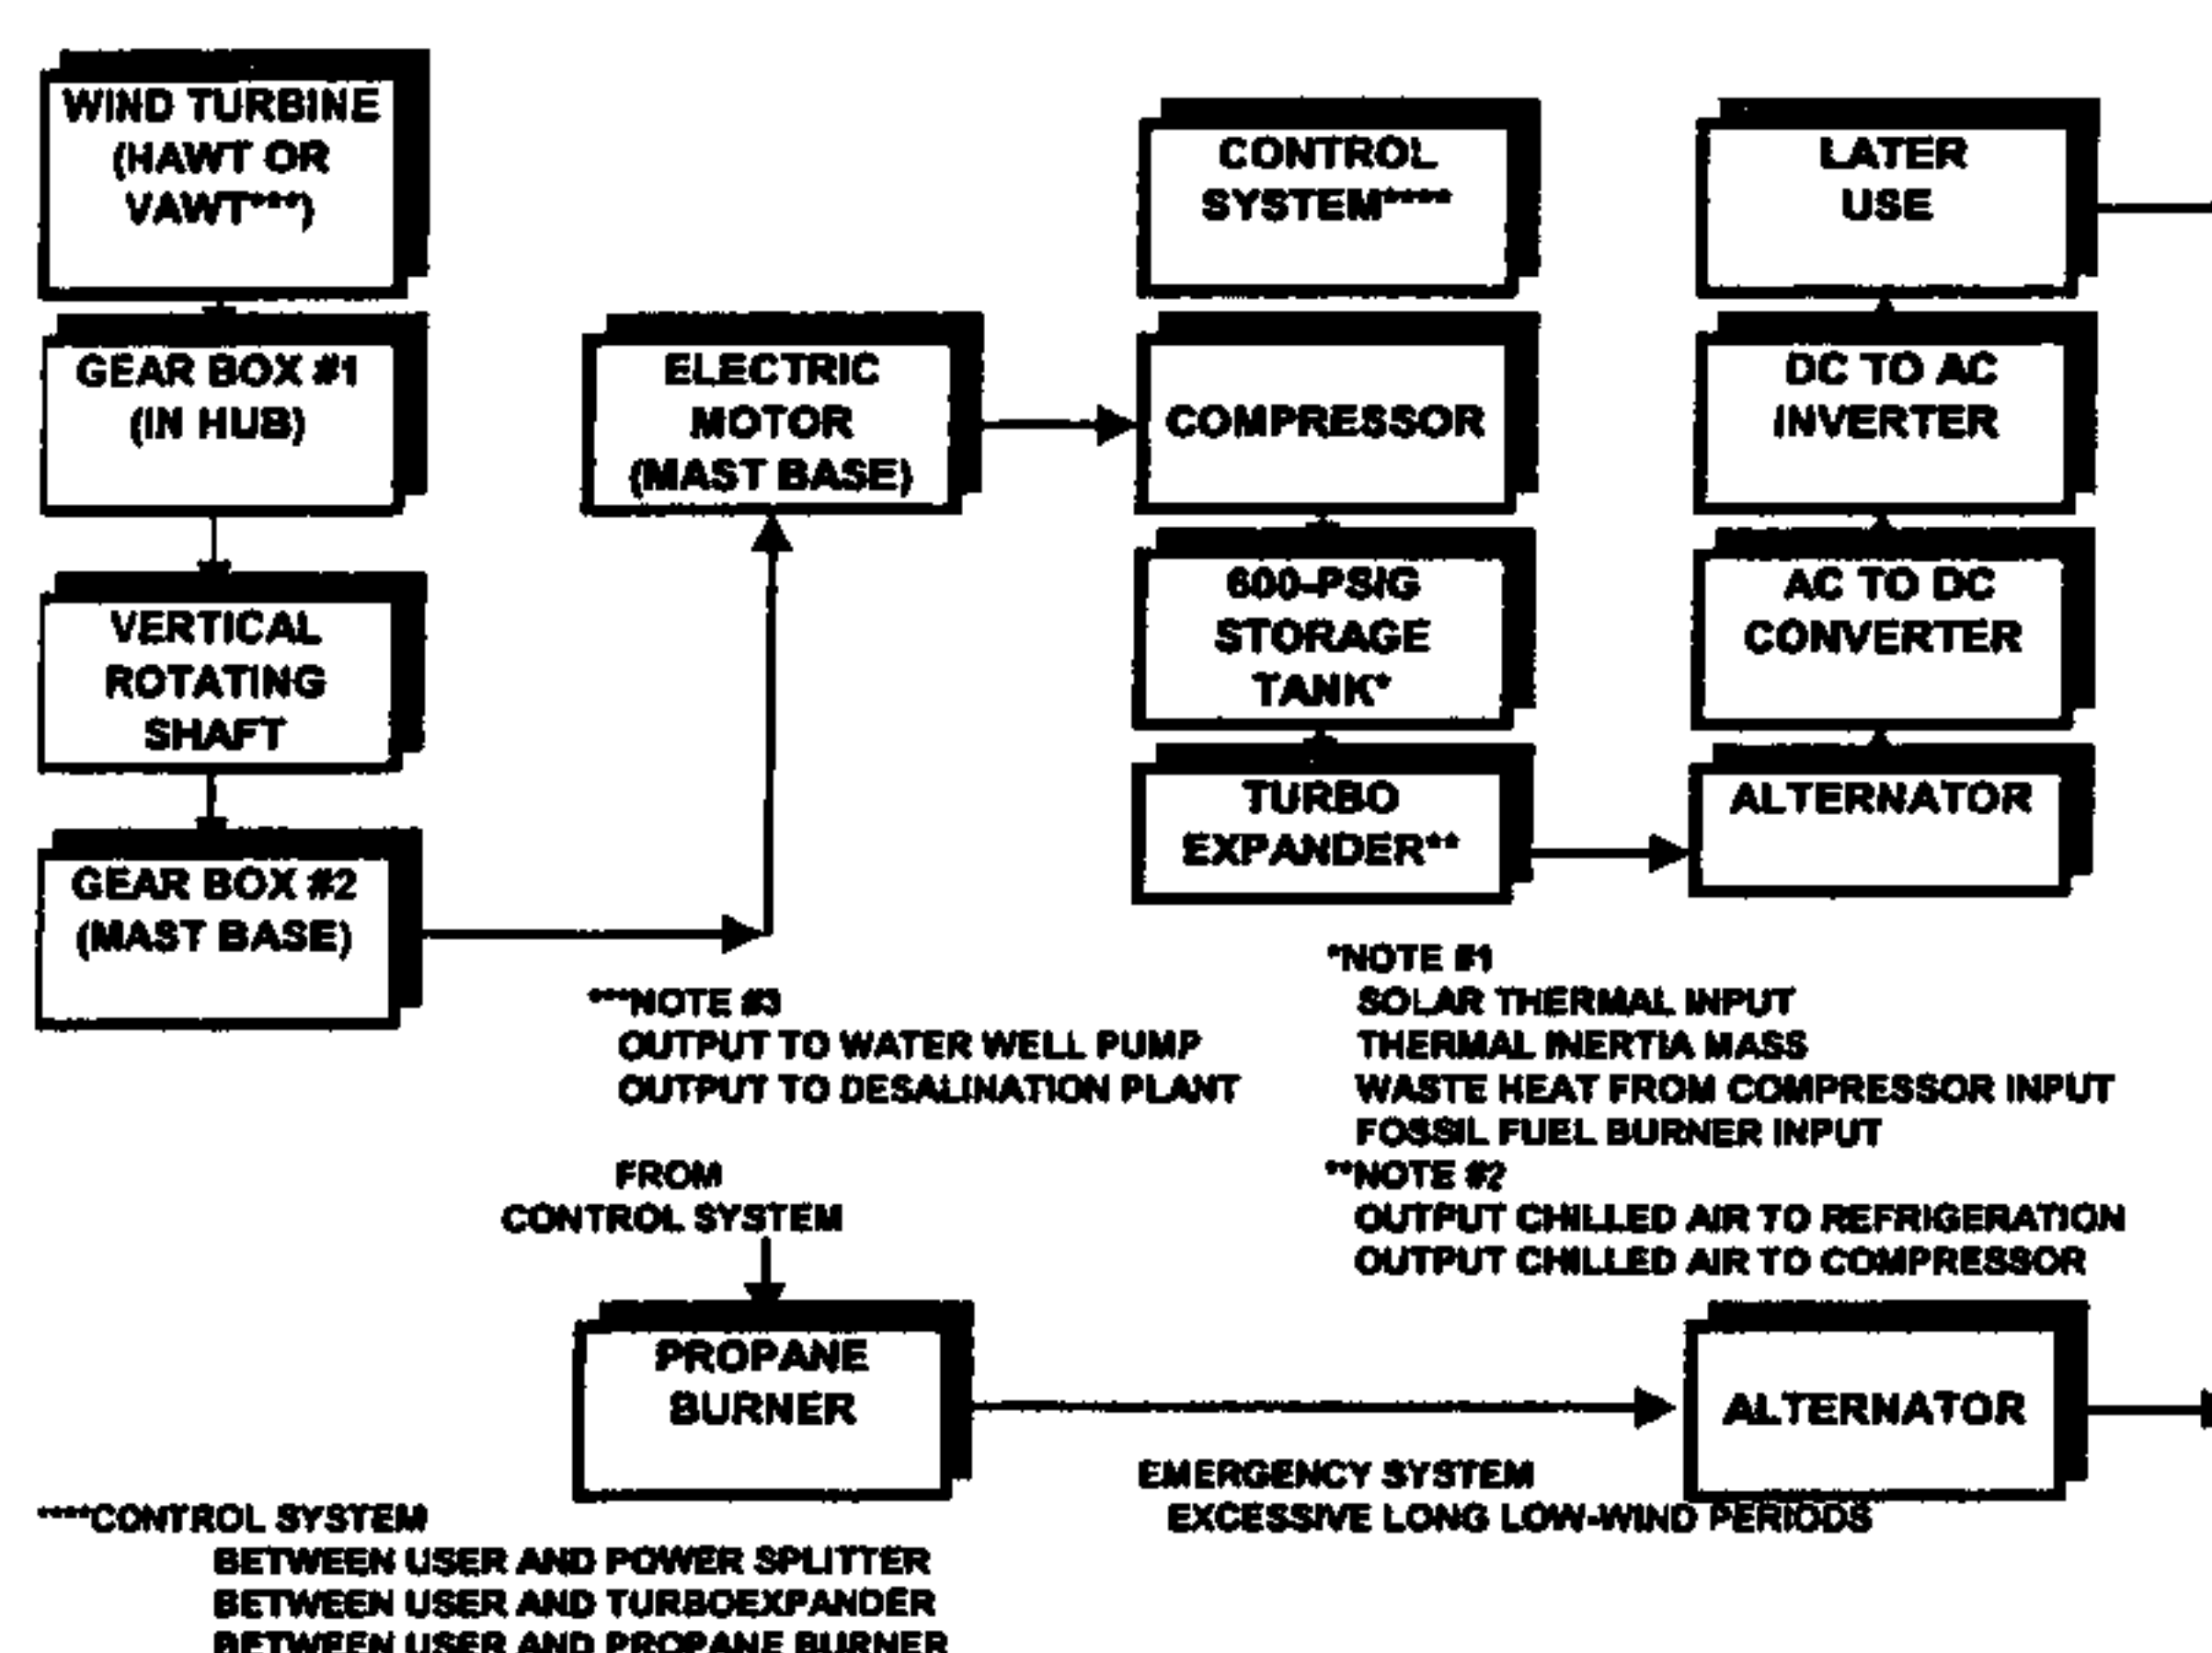 WIND TURBINE
(HAWT OR
VAWT***)
GEAR BOX #1
(IN HUB)
VERTICAL
ROTATING
SHAFT
GEAR BOX #2
(MAST BASE)
ELECTRIC
MOTOR
(MAST BASE)
CONTROL
SYSTEM****
COMPRESSOR
600-PSIG
STORAGE
TANK*
TURBO
EXPANDER**
LATER
USE
DC TO AC
INVERTER
AC TO DC
CONVERTER
ALTERNATOR
***NOTE #3
OUTPUT TO WATER WELL PUMP
OUTPUT TO DESALINATION PLANT
*NOTE #1
SOLAR THERMAL INPUT
THERMAL INERTIA MASS
WASTE HEAT FROM COMPRESSOR INPUT
FOSSIL FUEL BURNER INPUT
**NOTE #2
OUTPUT CHILLED AIR TO REFRIGERATION
OUTPUT CHILLED AIR TO COMPRESSOR
FROM
CONTROL SYSTEM
PROPANE
BURNER
ALTERNATOR
EMERGENCY SYSTEM
EXCESSIVE LONG LOW-WIND PERIODS
****CONTROL SYSTEM
BETWEEN USER AND POWER SPLITTER
BETWEEN USER AND TURBOEXPANDER
BETWEEN USER AND PROPANE BURNER